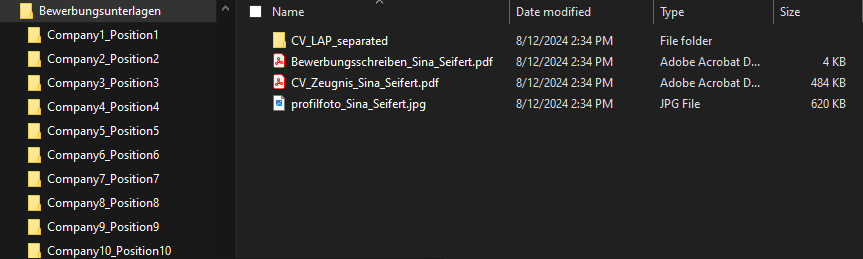 Bewerbungsunterlagen
Company1_Position1
Company2_Position2
Company3_Position3
Company4_Position4
Company5_Position5
Company6_Position6
Company7_Position7
Company8_Position8
Company9_Position9
Company10_Position10
Name Date modified Type Size
CV_LAP_separated 8/12/2024 2:34 PM File folder
Bewerbungsschreiben_Sina_Seifert.pdf 8/12/2024 2:34 PM Adobe Acrobat D... 4 KB
CV_Zeugnis_Sina_Seifert.pdf 8/12/2024 2:34 PM Adobe Acrobat D... 484 KB
profilfoto_Sina_Seifert.jpg 8/12/2024 2:34 PM JPG File 620 KB